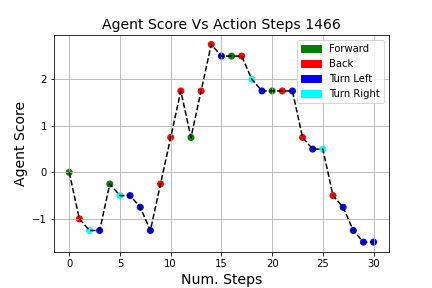 Agent Score Vs Action Steps 1466
Forward
Back
Turn Left
Turn Right
Agent Score
2
1
0
−1
0
5
10
15
20
25
30
Num. Steps